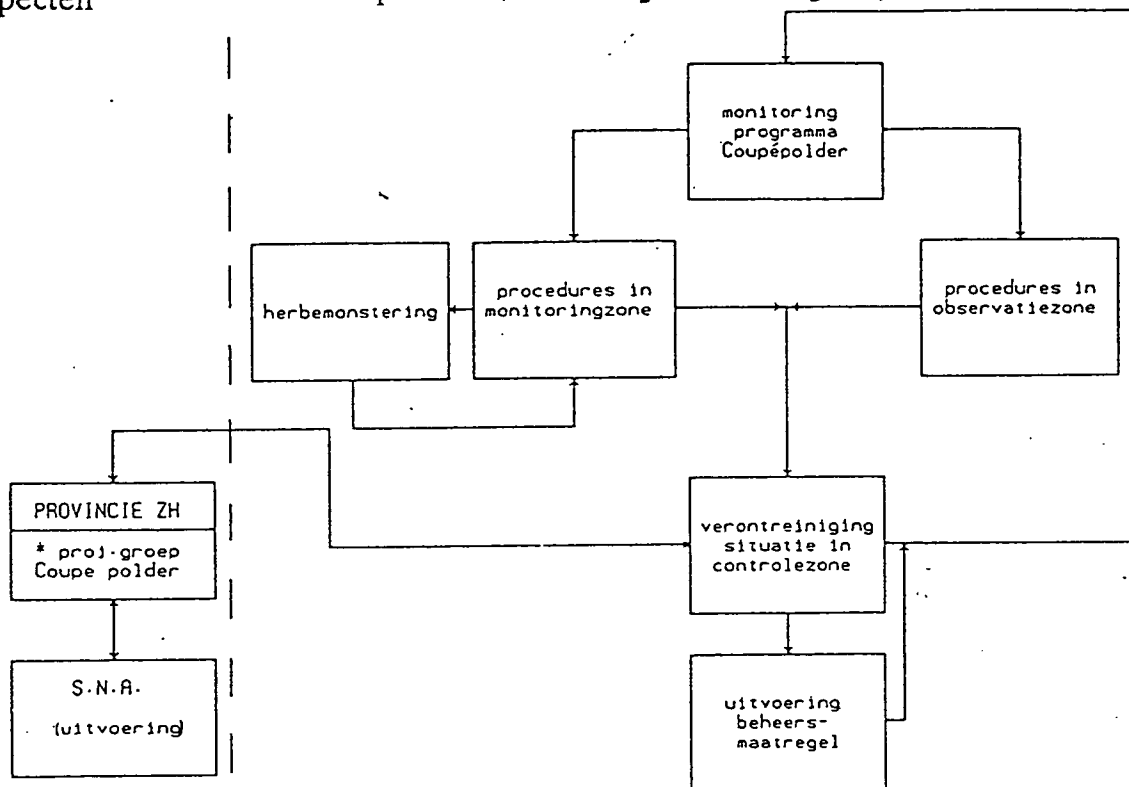 pecten
monitoring
programma
Coupépolder
herbemonstering
procedures in
monitoringzone
procedures in
observatiezone
PROVINCIE ZH
* proj.groep
Coupe polder
verontreiniging
situatie in
controlezone
S.N.A.
(uitvoering)
uitvoering
beheers-
maatregel